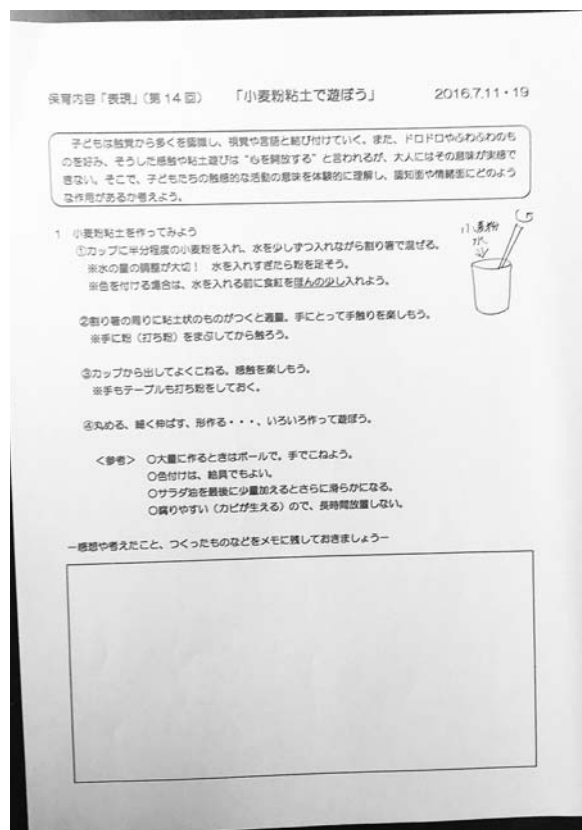 保育内容「表現」(第14回) 「小麦粉粘土で遊ぼう」 2016.7.11・19
子どもは触覚から多くを認識し、視覚や言語と結び付けていく。また、ドロドロやふわふわのも
のを好み、そうした感触や粘土遊びは“心を開放する”と言われるが、大人にはその意味が実感で
きない。そこで、子どもたちの触感的な活動の意味を体験的に理解し、認知面や情緒面にどのよう
な作用があるか考えよう。
1 小麦粉粘土を作ってみよう
①カップに半分程度の小麦粉を入れ、水を少しずつ入れながら割り箸で混ぜる。
※水の量の調整が大切! 水を入れすぎたら粉を足そう。
※色を付ける場合は、水を入れる前に食紅をほんの少し入れよう。
小麦粉
水
②割り箸の周りに粘土状のものがつくと適量。手にとって手触りを楽しもう。
※手に粉(打ち粉)をまぶしてから触ろう。
③カップから出してよくこねる。感触を楽しもう。
※手もテーブルも打ち粉をしておく。
④丸める、細く伸ばす、形作る・・・、いろいろ作って遊ぼう。
<参考> ○大量に作るときはボールで。手でこねよう。
○色付けは、絵具でもよい。
○サラダ油を最後に少量加えるとさらに滑らかになる。
○腐りやすい(カビが生える)ので、長時間放置しない。
ー感想や考えたこと、つくったものなどをメモに残しておきましょうー